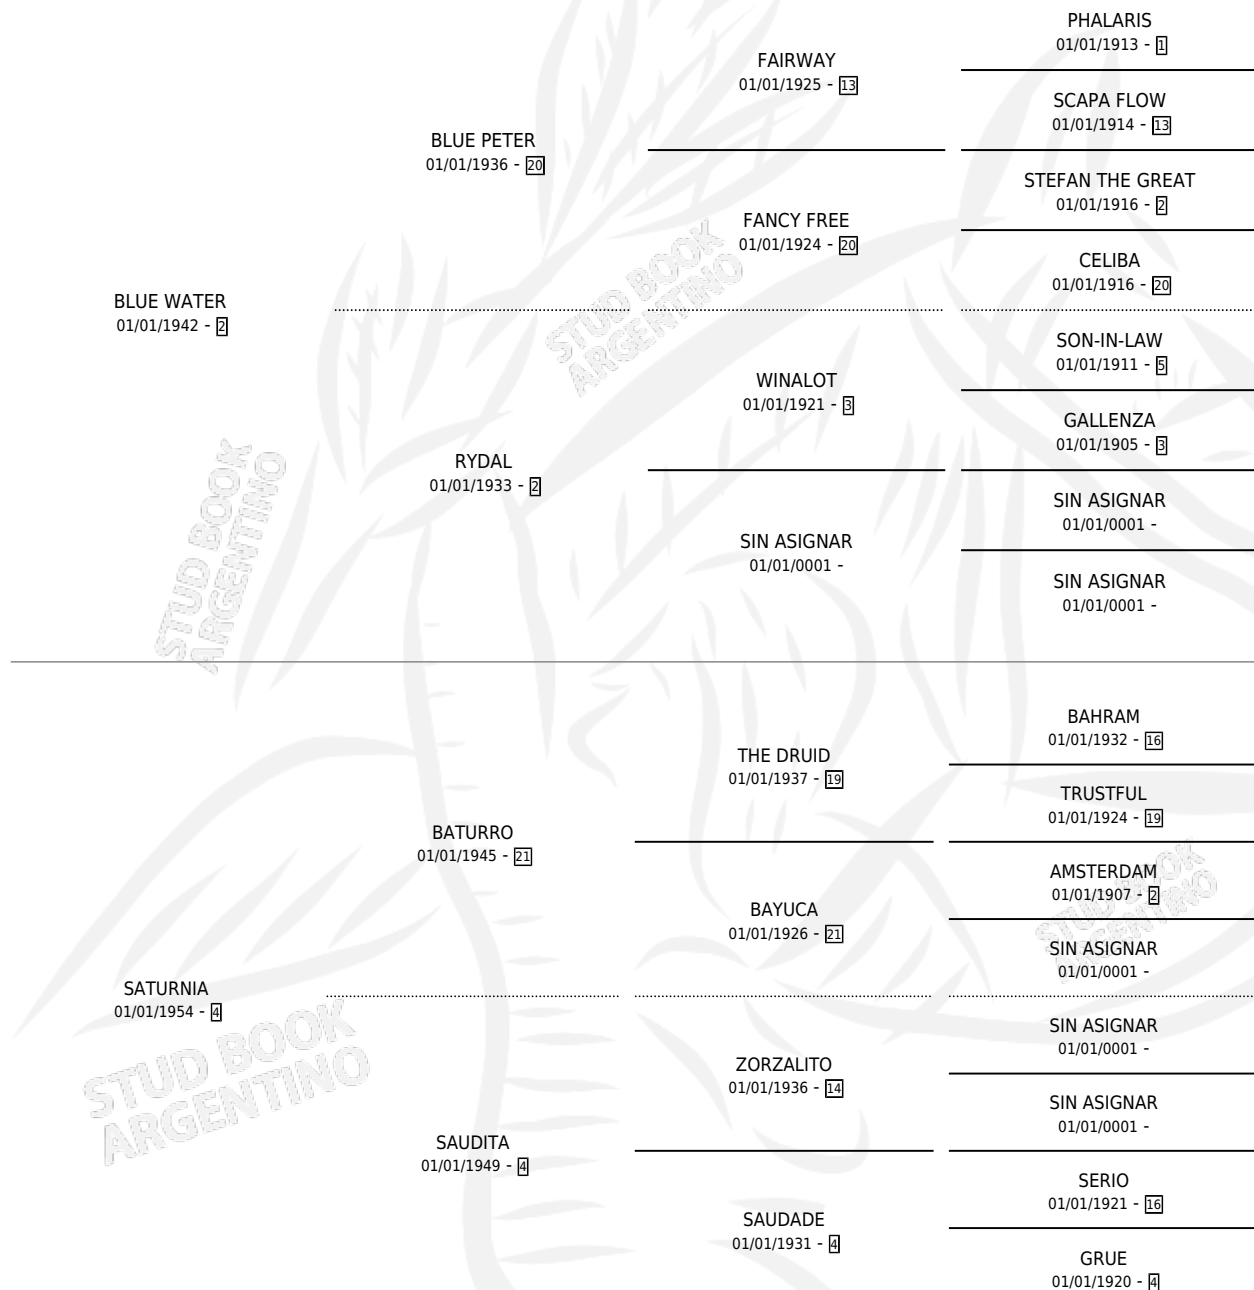 PHALARIS
01/01/1913 - 1
FAIRWAY
01/01/1925 - 13
SCAPA FLOW
01/01/1914 - 13
BLUE PETER
01/01/1936 - 20
STEFAN THE GREAT
01/01/1916 - 2
FANCY FREE
01/01/1924 - 20
CELIBA
01/01/1916 - 20
BLUE WATER
01/01/1942 - 2
SON-IN-LAW
01/01/1911 - 5
WINALOT
01/01/1921 - 3
GALLENZA
01/01/1905 - 3
RYDAL
01/01/1933 - 2
SIN ASIGNAR
01/01/0001 -
SIN ASIGNAR
01/01/0001 -
SIN ASIGNAR
01/01/0001 -
BAHRAM
01/01/1932 - 16
THE DRUID
01/01/1937 - 19
TRUSTFUL
01/01/1924 - 19
BATURRO
01/01/1945 - 21
AMSTERDAM
01/01/1907 - 2
BAYUCA
01/01/1926 - 21
SIN ASIGNAR
01/01/0001 -
SATURNIA
01/01/1954 - 4
SIN ASIGNAR
01/01/0001 -
ZORZALITO
01/01/1936 - 14
SIN ASIGNAR
01/01/0001 -
SAUDITA
01/01/1949 - 4
SERIO
01/01/1921 - 16
SAUDADE
01/01/1931 - 4
GRUE
01/01/1920 - 4
STUD BOOK
ARGENTINO
STUD BOOK
ARGENTINO
STUD BOOK
ARGENTINO
STUD BOOK
ARGENTINO